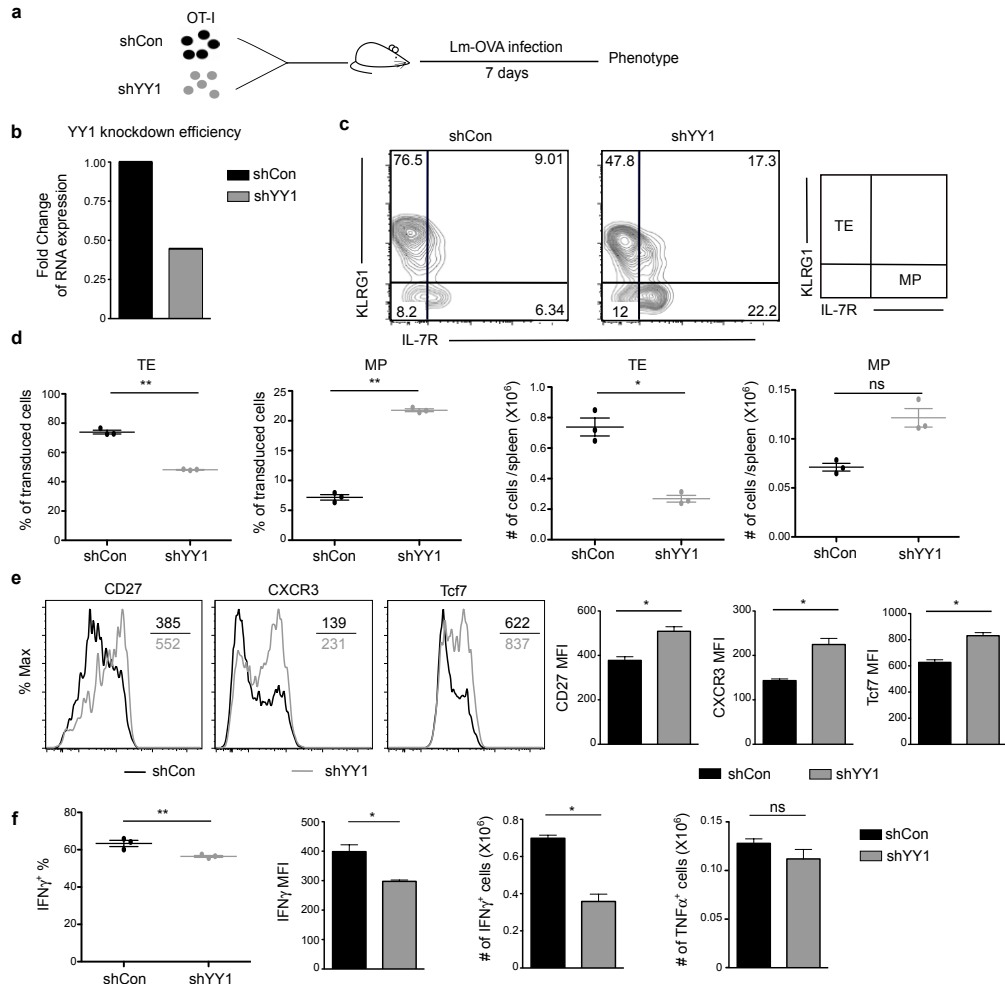 a
OT-I
shCon
shYY1
Lm-OVA infection
7 days
Phenotype
b
YY1 knockdown efficiency
Fold Change
of RNA expression
1.00
0.75
0.50
0.25
0
shCon
shYY1
c
shCon
shYY1
KLRG1
76.5
9.01
8.2
6.34
47.8
17.3
12
22.2
IL-7R
KLRG1
TE
MP
IL-7R
d
TE
% of transduced cells
100
80
60
40
20
0
**
shCon
shYY1
MP
% of transduced cells
25
20
15
10
5
0
**
shCon
shYY1
TE
# of cells /spleen (X10⁶)
0.8
0.6
0.4
0.2
0.0
*
shCon
shYY1
MP
# of cells /spleen (X10⁶)
0.15
0.10
0.05
0.00
ns
shCon
shYY1
e
% Max
CD27
385
552
CXCR3
139
231
Tcf7
622
837
shCon
shYY1
CD27 MFI
600
400
200
0
*
CXCR3 MFI
300
200
100
0
*
Tcf7 MFI
1000
800
600
400
200
0
*
shCon
shYY1
f
IFNγ⁺ %
80
60
40
20
0
**
shCon
shYY1
IFNγ MFI
500
400
300
200
100
0
*
# of IFNγ⁺ cells (X10⁶)
0.8
0.6
0.4
0.2
0
*
# of TNFα⁺ cells (X10⁶)
0.15
0.10
0.05
0
ns
shCon
shYY1